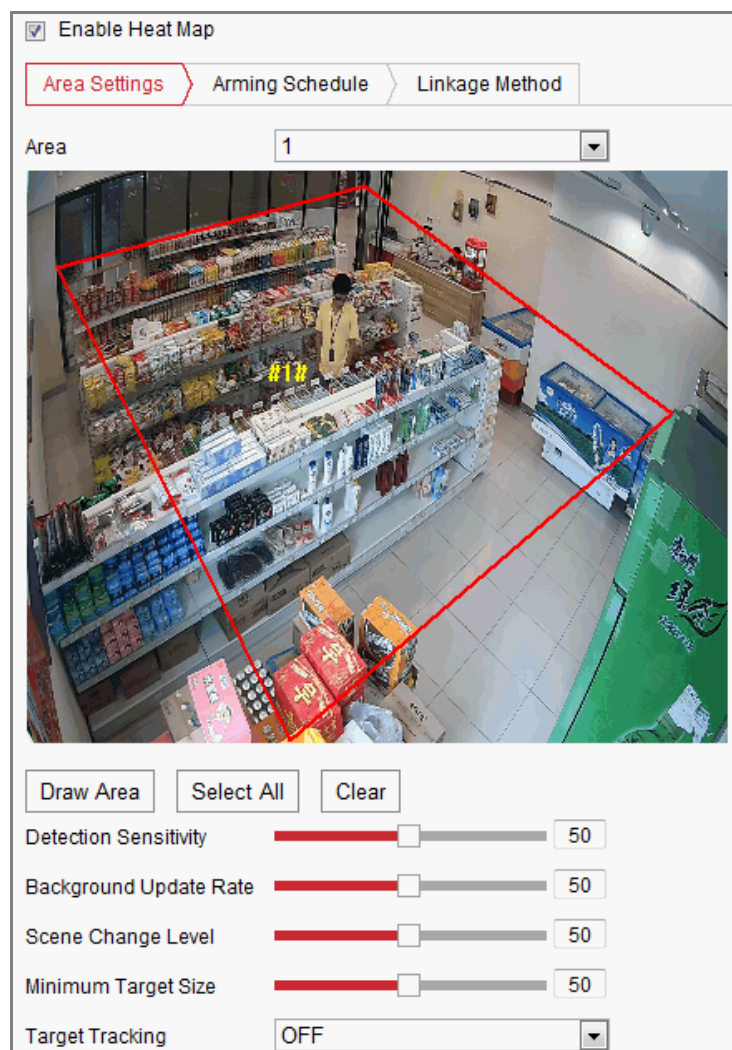 Enable Heat Map
Area Settings
Arming Schedule
Linkage Method
Area
1
#1#
Draw Area
Select All
Clear
Detection Sensitivity
50
Background Update Rate
50
Scene Change Level
50
Minimum Target Size
50
Target Tracking
OFF